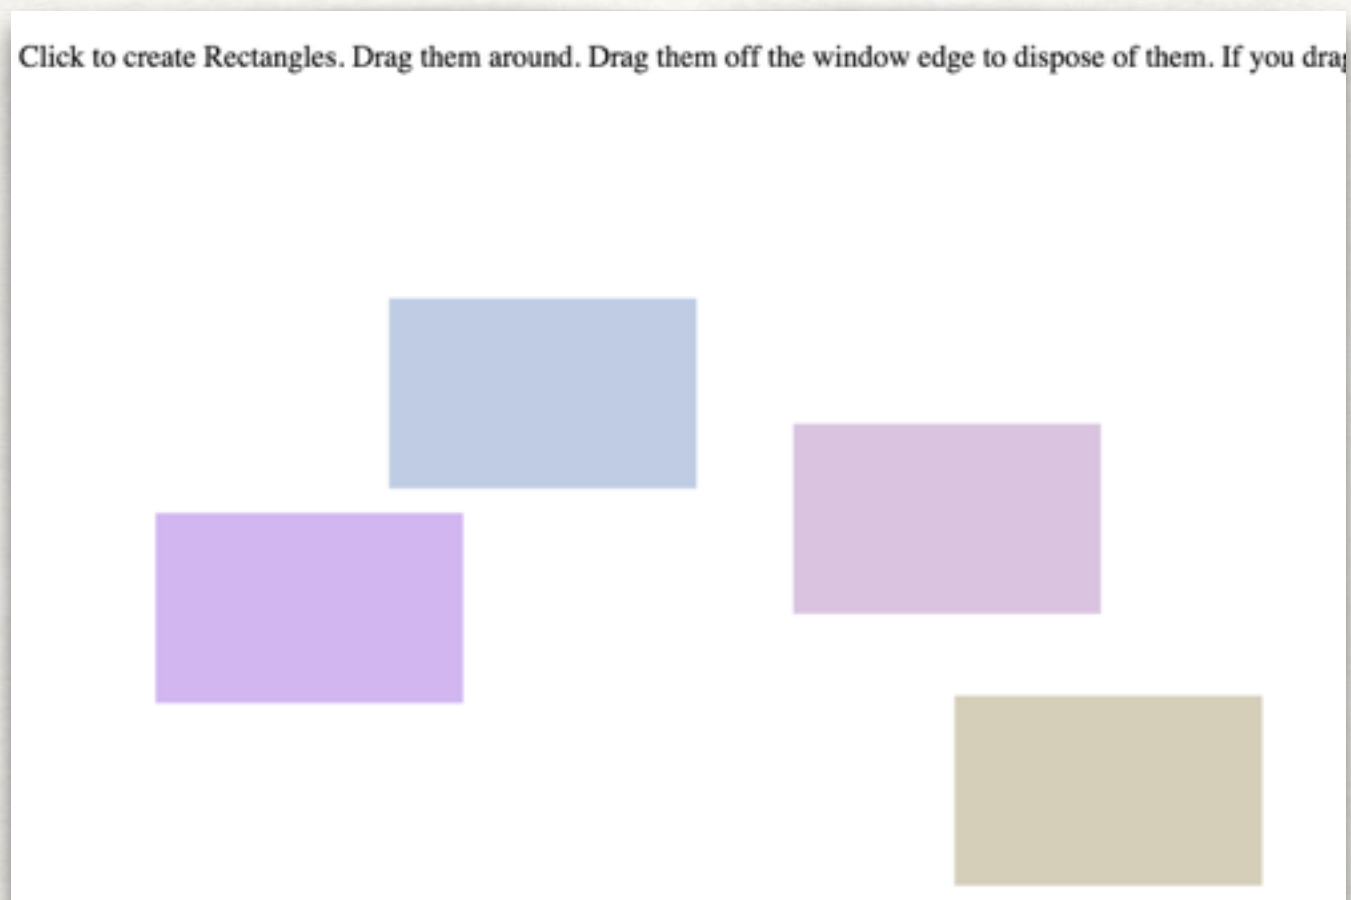 Click to create Rectangles. Drag them around. Drag them off the window edge to dispose of them. If you